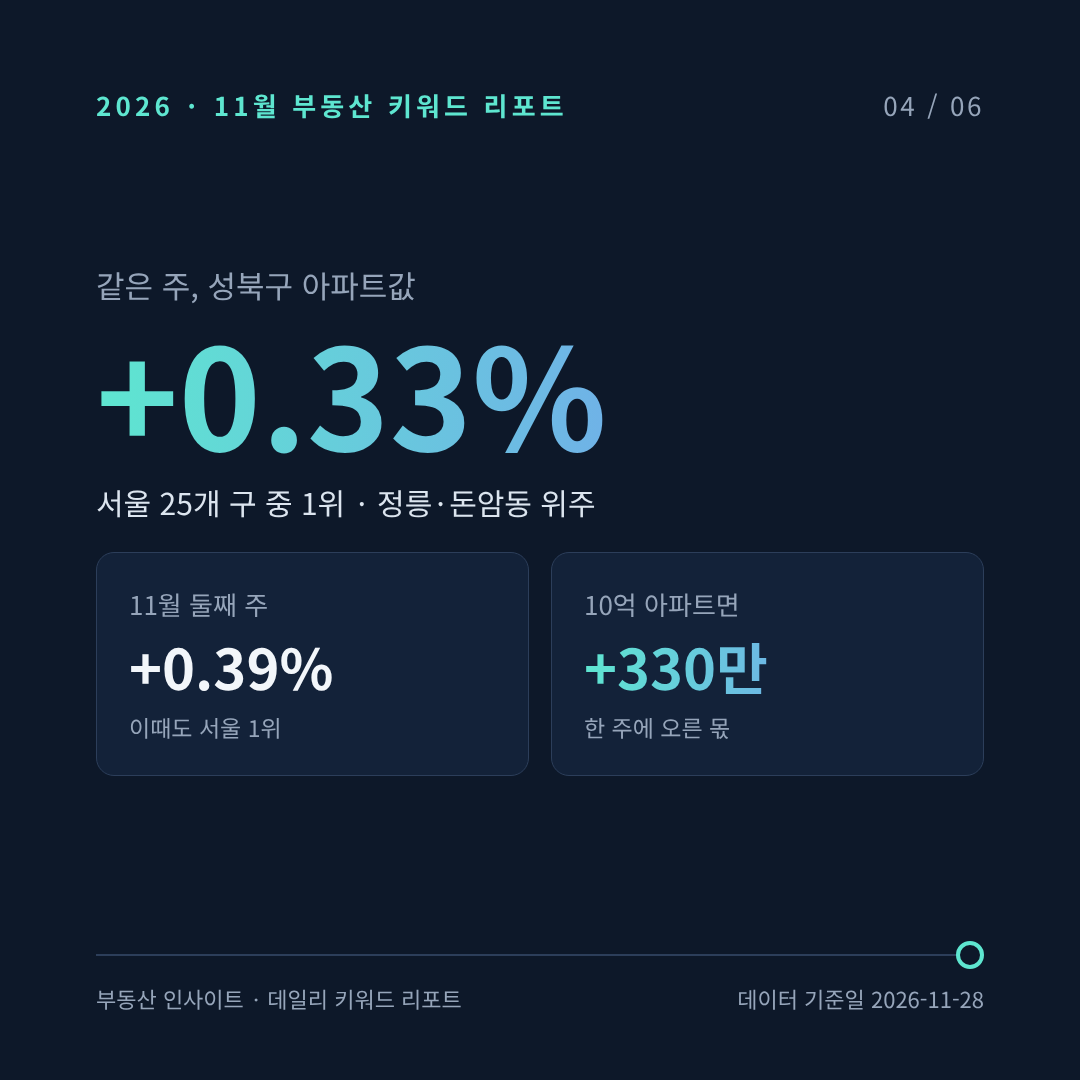 2026 · 11월 부동산 키워드 리포트
04 / 06
같은 주, 성북구 아파트값
+0.33%
서울 25개 구 중 1위 · 정릉·돈암동 위주
11월 둘째 주
+0.39%
이때도 서울 1위
10억 아파트면
+330만
한 주에 오른 몫
부동산 인사이트 · 데일리 키워드 리포트
데이터 기준일 2026-11-28